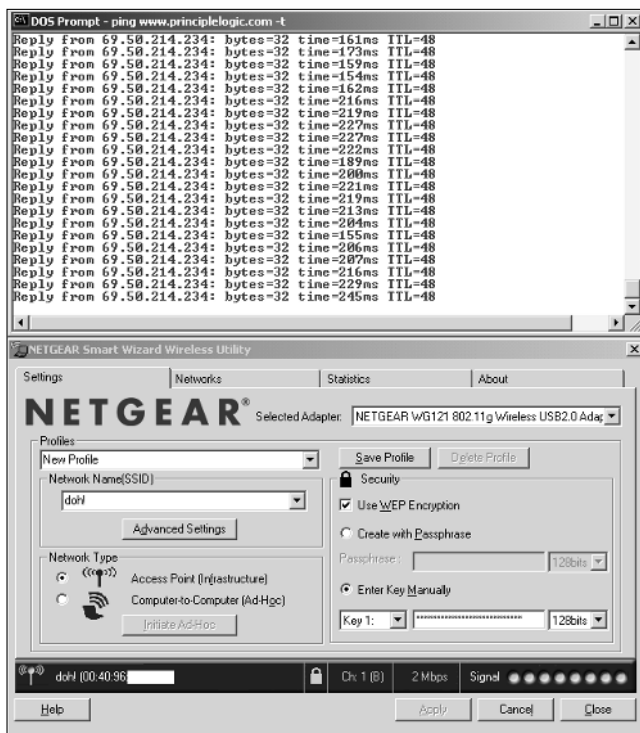 DOS Prompt - ping www.principlelogic.com -t
Reply from 69.50.214.234: bytes=32 time=161ms TTL=48
Reply from 69.50.214.234: bytes=32 time=173ms TTL=48
Reply from 69.50.214.234: bytes=32 time=159ms TTL=48
Reply from 69.50.214.234: bytes=32 time=154ms TTL=48
Reply from 69.50.214.234: bytes=32 time=162ms TTL=48
Reply from 69.50.214.234: bytes=32 time=216ms TTL=48
Reply from 69.50.214.234: bytes=32 time=219ms TTL=48
Reply from 69.50.214.234: bytes=32 time=227ms TTL=48
Reply from 69.50.214.234: bytes=32 time=227ms TTL=48
Reply from 69.50.214.234: bytes=32 time=222ms TTL=48
Reply from 69.50.214.234: bytes=32 time=189ms TTL=48
Reply from 69.50.214.234: bytes=32 time=200ms TTL=48
Reply from 69.50.214.234: bytes=32 time=221ms TTL=48
Reply from 69.50.214.234: bytes=32 time=219ms TTL=48
Reply from 69.50.214.234: bytes=32 time=213ms TTL=48
Reply from 69.50.214.234: bytes=32 time=204ms TTL=48
Reply from 69.50.214.234: bytes=32 time=155ms TTL=48
Reply from 69.50.214.234: bytes=32 time=206ms TTL=48
Reply from 69.50.214.234: bytes=32 time=207ms TTL=48
Reply from 69.50.214.234: bytes=32 time=216ms TTL=48
Reply from 69.50.214.234: bytes=32 time=229ms TTL=48
Reply from 69.50.214.234: bytes=32 time=245ms TTL=48
NETGEAR Smart Wizard Wireless Utility
Settings Networks Statistics About
NETGEAR® Selected Adapter: NETGEAR WG121 802.11g Wireless USB2.0 Adap
Profiles
New Profile Save Profile Delete Profile
Network Name(SSID) Security
doh! Use WEP Encryption
Advanced Settings Create with Passphrase
Passphrase: 128bits
Network Type
Access Point (Infrastructure) Enter Key Manually
Computer-to-Computer (Ad-Hoc)
Initiate Ad-Hoc Key 1: ************************** 128bits
doh! (00:40:96: Ch: 1 (B) 2 Mbps Signal
Help Apply Cancel Close